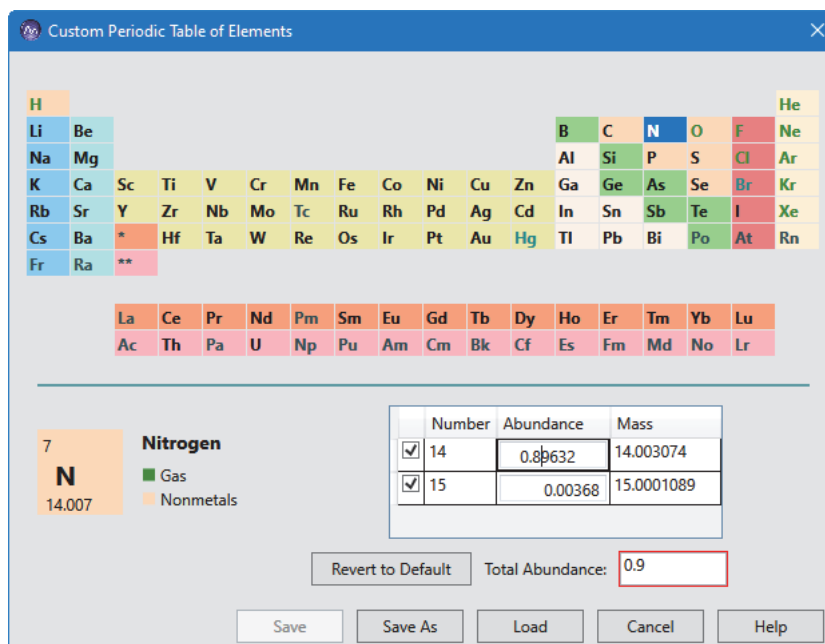 Custom Periodic Table of Elements
H He
Li Be B C N O F Ne
Na Mg Al Si P S Cl Ar
K Ca Sc Ti V Cr Mn Fe Co Ni Cu Zn Ga Ge As Se Br Kr
Rb Sr Y Zr Nb Mo Tc Ru Rh Pd Ag Cd In Sn Sb Te I Xe
Cs Ba * Hf Ta W Re Os Ir Pt Au Hg Tl Pb Bi Po At Rn
Fr Ra **
La Ce Pr Nd Pm Sm Eu Gd Tb Dy Ho Er Tm Yb Lu
Ac Th Pa U Np Pu Am Cm Bk Cf Es Fm Md No Lr
7
N
14.007
Nitrogen
Gas
Nonmetals
Number Abundance Mass
14 0.89632 14.003074
15 0.00368 15.0001089
Revert to Default Total Abundance: 0.9
Save Save As Load Cancel Help